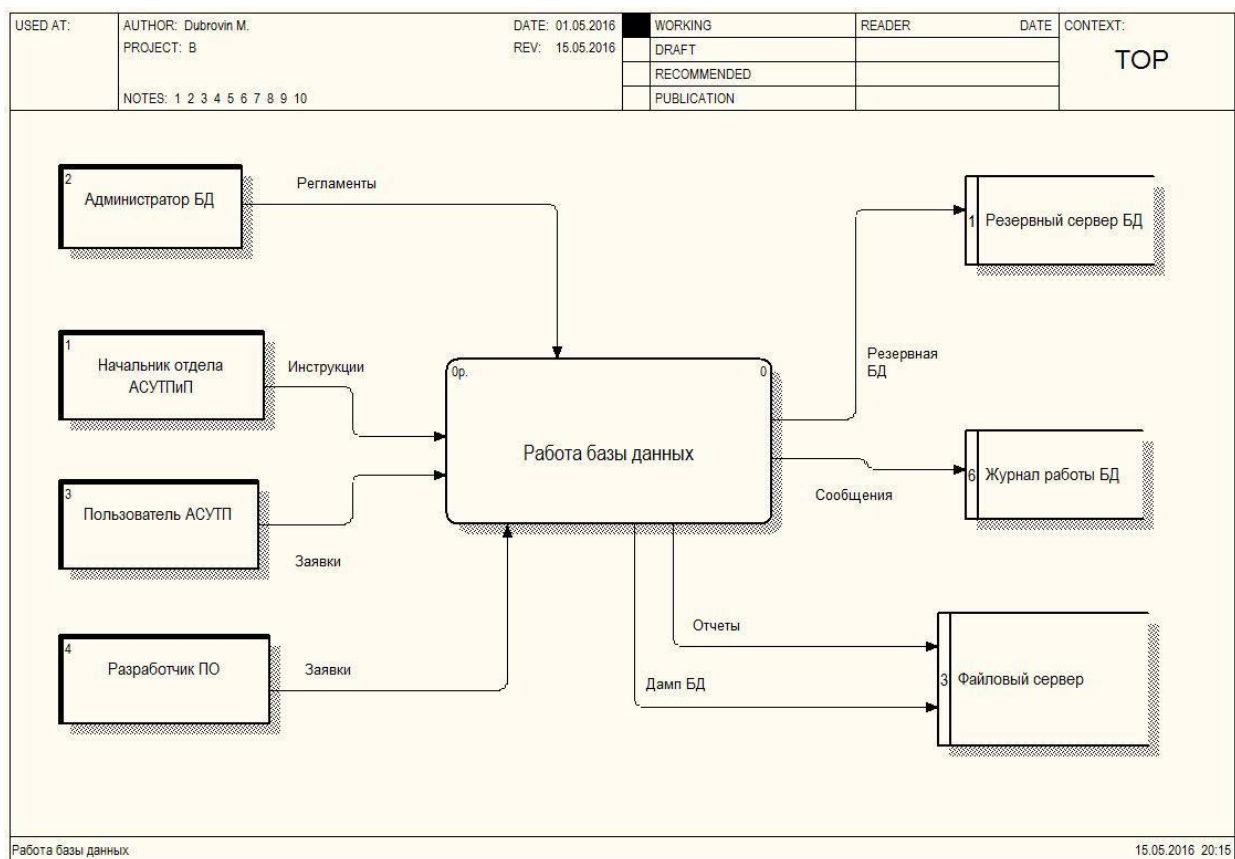 USED AT:
AUTHOR: Dubrovin M.
DATE: 01.05.2016
PROJECT: B
REV: 15.05.2016
NOTES: 1 2 3 4 5 6 7 8 9 10
WORKING
DRAFT
RECOMMENDED
PUBLICATION
READER DATE
CONTEXT:
TOP
2
Администратор БД
Регламенты
1
Начальник отдела
АСУТПиП
Инструкции
3
Пользователь АСУТП
Заявки
4
Разработчик ПО
Заявки
0р.
0
Работа базы данных
1
Резервный сервер БД
Резервная
БД
6
Журнал работы БД
Сообщения
Отчеты
Дамп БД
3
Файловый сервер
Работа базы данных
15.05.2016 20:15